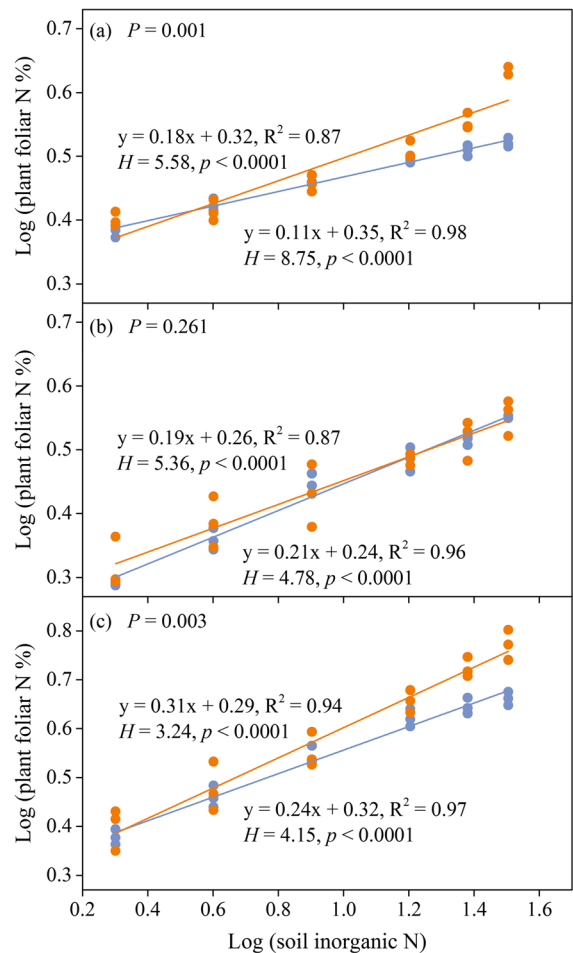 (a) P = 0.001
0.7
0.6
0.5
0.4
0.3
Log (plant foliar N %)
y = 0.18x + 0.32, R² = 0.87
H = 5.58, p < 0.0001
y = 0.11x + 0.35, R² = 0.98
H = 8.75, p < 0.0001
(b) P = 0.261
0.7
0.6
0.5
0.4
0.3
Log (plant foliar N %)
y = 0.19x + 0.26, R² = 0.87
H = 5.36, p < 0.0001
y = 0.21x + 0.24, R² = 0.96
H = 4.78, p < 0.0001
(c) P = 0.003
0.8
0.7
0.6
0.5
0.4
0.3
Log (plant foliar N %)
y = 0.31x + 0.29, R² = 0.94
H = 3.24, p < 0.0001
y = 0.24x + 0.32, R² = 0.97
H = 4.15, p < 0.0001
0.2 0.4 0.6 0.8 1.0 1.2 1.4 1.6
Log (soil inorganic N)